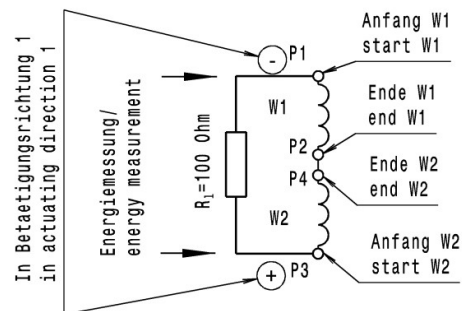 In Betaetigungsrichtung 1
in actuating direction 1
Energiemessung/
energy measurement
R₁=100 Ohm
- P1
W1
P2
P4
W2
+ P3
Anfang W1
start W1
Ende W1
end W1
Ende W2
end W2
Anfang W2
start W2